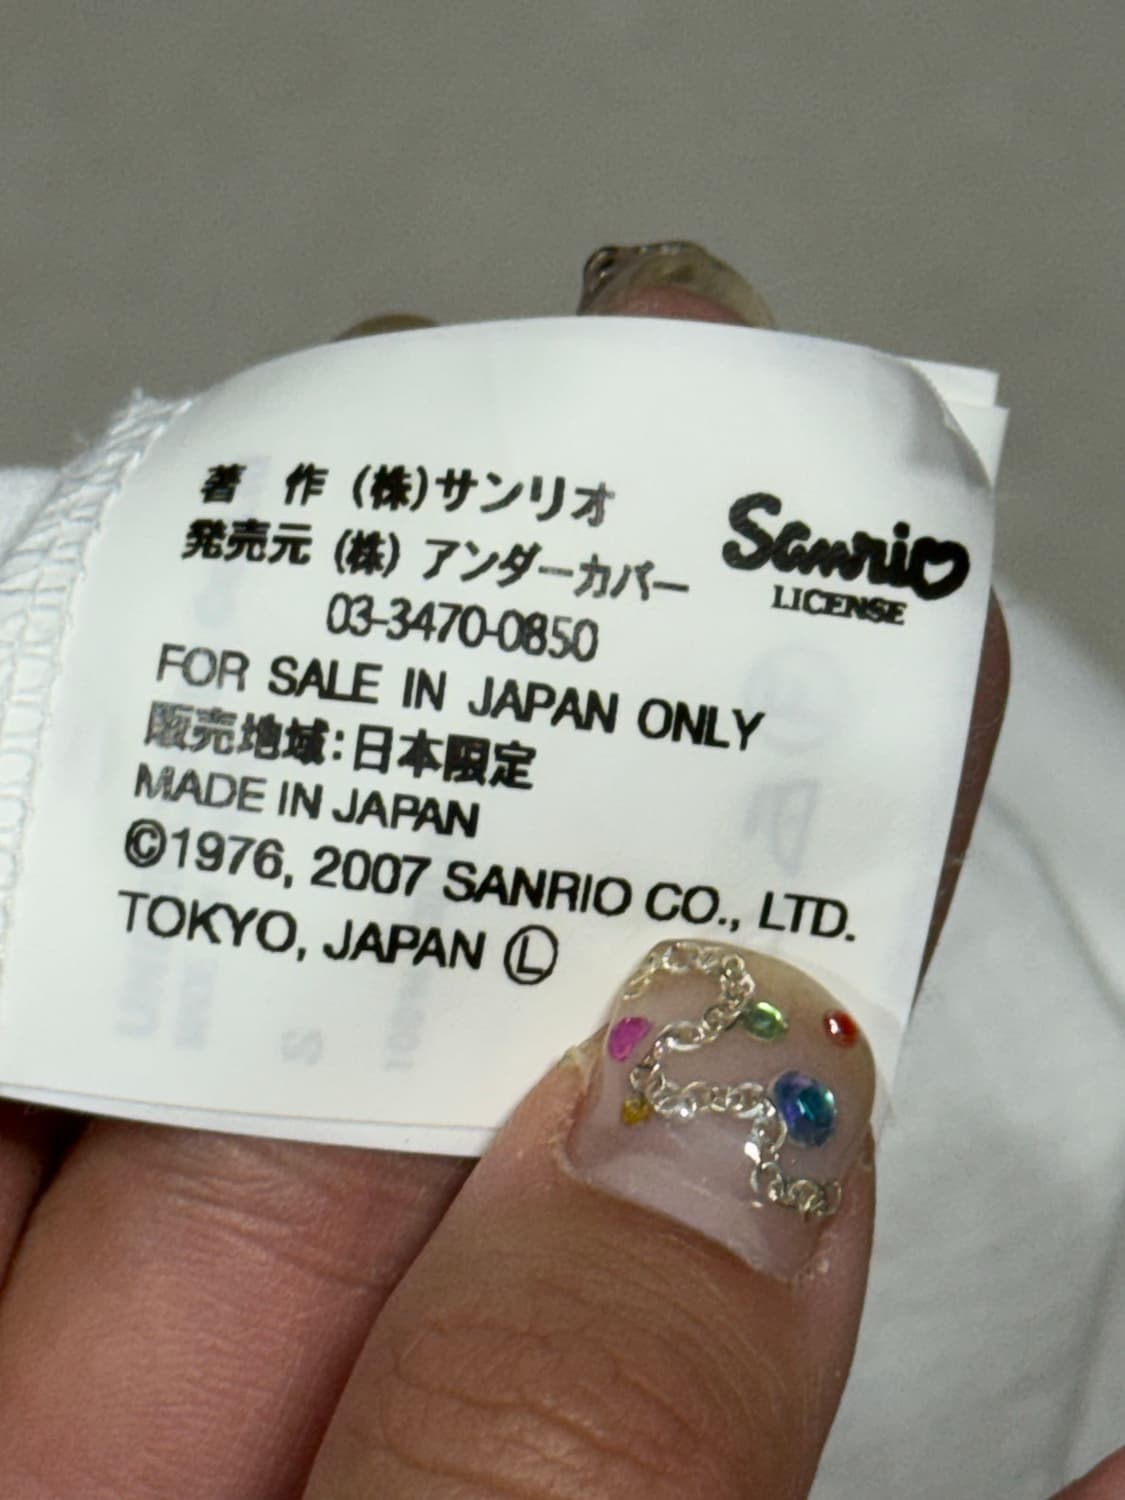 著 作 (株)サンリオ
発売元 (株) アンダーカバー
03-3470-0850
Sanrio
LICENSE
FOR SALE IN JAPAN ONLY
販売地域:日本限定
MADE IN JAPAN
©1976, 2007 SANRIO CO., LTD.
TOKYO, JAPAN Ⓛ